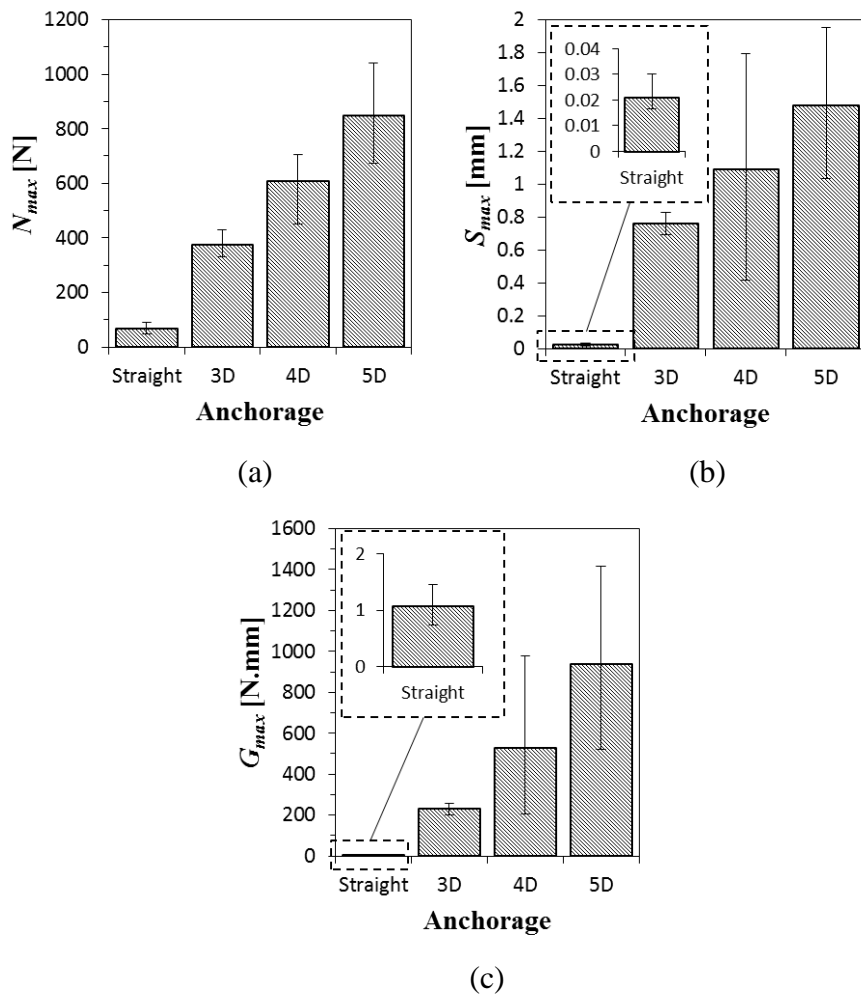 1200
1000
800
600
400
200
0
N_max [N]
Straight 3D 4D 5D
Anchorage
(a)
2
1.8
1.6
1.4
1.2
1
0.8
0.6
0.4
0.2
0
S_max [mm]
0.04
0.03
0.02
0.01
0
Straight
Straight 3D 4D 5D
Anchorage
(b)
1600
1400
1200
1000
800
600
400
200
0
G_max [N.mm]
2
1
0
Straight
Straight 3D 4D 5D
Anchorage
(c)